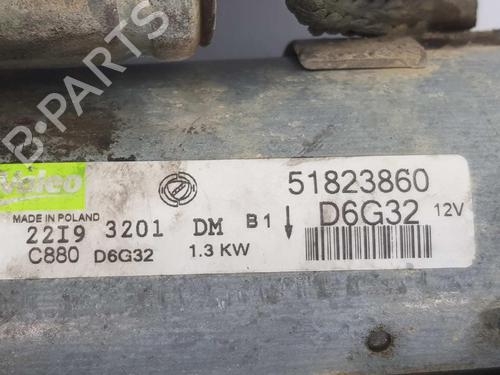 B-PARTS
Valeo
51823860
MADE IN POLAND
22I9 3201 DM B1 D6G32 12V
C880 D6G32 1.3 KW